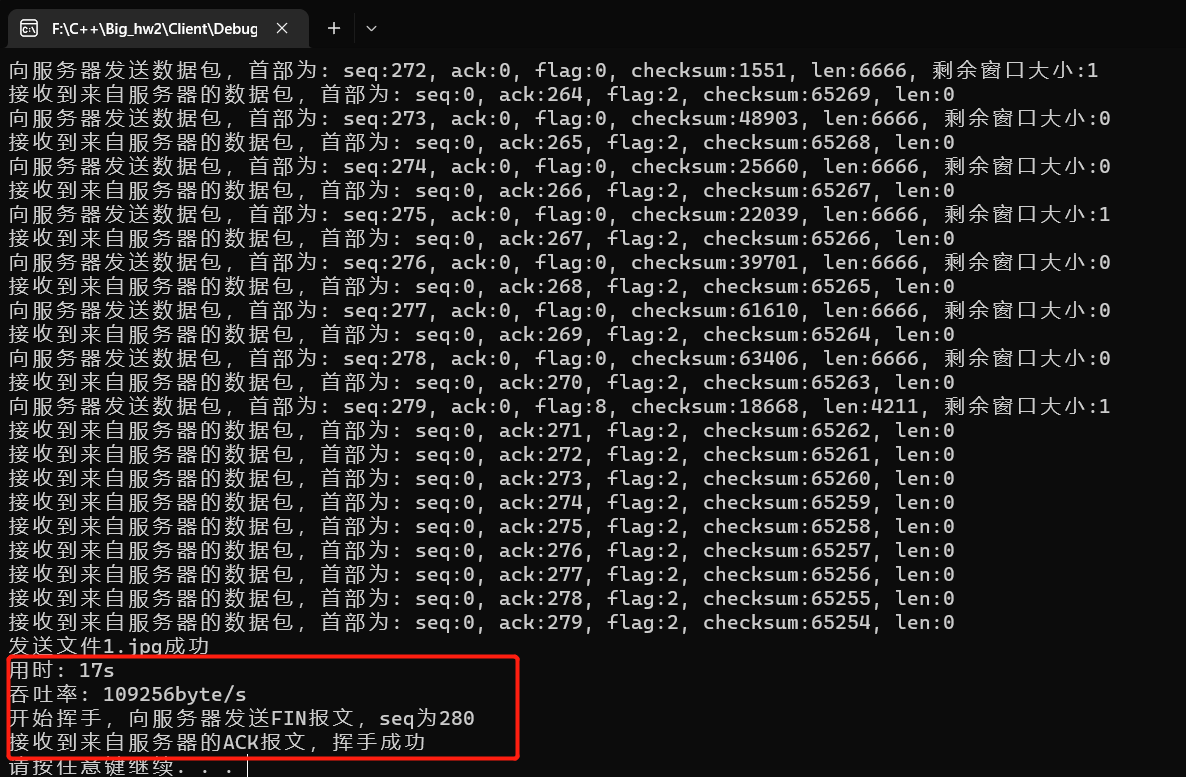 F:\C++\Big_hw2\Client\Debug
向服务器发送数据包, 首部为: seq:272, ack:0, flag:0, checksum:1551, len:6666, 剩余窗口大小:1
接收到来自服务器的数据包, 首部为: seq:0, ack:264, flag:2, checksum:65269, len:0
向服务器发送数据包, 首部为: seq:273, ack:0, flag:0, checksum:48903, len:6666, 剩余窗口大小:0
接收到来自服务器的数据包, 首部为: seq:0, ack:265, flag:2, checksum:65268, len:0
向服务器发送数据包, 首部为: seq:274, ack:0, flag:0, checksum:25660, len:6666, 剩余窗口大小:0
接收到来自服务器的数据包, 首部为: seq:0, ack:266, flag:2, checksum:65267, len:0
向服务器发送数据包, 首部为: seq:275, ack:0, flag:0, checksum:22039, len:6666, 剩余窗口大小:1
接收到来自服务器的数据包, 首部为: seq:0, ack:267, flag:2, checksum:65266, len:0
向服务器发送数据包, 首部为: seq:276, ack:0, flag:0, checksum:39701, len:6666, 剩余窗口大小:0
接收到来自服务器的数据包, 首部为: seq:0, ack:268, flag:2, checksum:65265, len:0
向服务器发送数据包, 首部为: seq:277, ack:0, flag:0, checksum:61610, len:6666, 剩余窗口大小:0
接收到来自服务器的数据包, 首部为: seq:0, ack:269, flag:2, checksum:65264, len:0
向服务器发送数据包, 首部为: seq:278, ack:0, flag:0, checksum:63406, len:6666, 剩余窗口大小:0
接收到来自服务器的数据包, 首部为: seq:0, ack:270, flag:2, checksum:65263, len:0
向服务器发送数据包, 首部为: seq:279, ack:0, flag:8, checksum:18668, len:4211, 剩余窗口大小:1
接收到来自服务器的数据包, 首部为: seq:0, ack:271, flag:2, checksum:65262, len:0
接收到来自服务器的数据包, 首部为: seq:0, ack:272, flag:2, checksum:65261, len:0
接收到来自服务器的数据包, 首部为: seq:0, ack:273, flag:2, checksum:65260, len:0
接收到来自服务器的数据包, 首部为: seq:0, ack:274, flag:2, checksum:65259, len:0
接收到来自服务器的数据包, 首部为: seq:0, ack:275, flag:2, checksum:65258, len:0
接收到来自服务器的数据包, 首部为: seq:0, ack:276, flag:2, checksum:65257, len:0
接收到来自服务器的数据包, 首部为: seq:0, ack:277, flag:2, checksum:65256, len:0
接收到来自服务器的数据包, 首部为: seq:0, ack:278, flag:2, checksum:65255, len:0
接收到来自服务器的数据包, 首部为: seq:0, ack:279, flag:2, checksum:65254, len:0
发送文件1.jpg成功
用时: 17s
吞吐率: 109256byte/s
开始挥手, 向服务器发送FIN报文, seq为280
接收到来自服务器的ACK报文, 挥手成功
请按任意键继续. . .